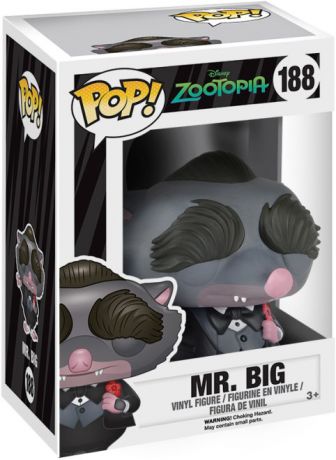 POP!
Disney
ZOOTOPIA
188
MR. BIG
VINYL FIGURE / FIGURINE EN VINYLE /
FIGURA DE VINIL
WARNING! CHOKING HAZARD.
May contain small parts.
3+
POP!
188